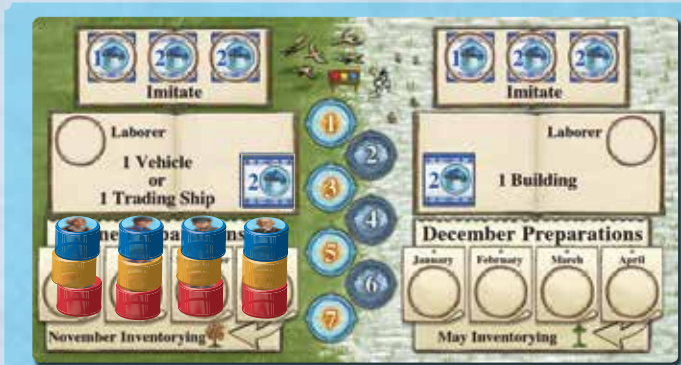 1 2 2
Imitate
Laborer
1 Vehicle
or
1 Trading Ship
2
November Inventorying
1
2
3
4
5
6
7
1 2 2
Imitate
Laborer
2
1 Building
December Preparations
January February March April
May Inventorying